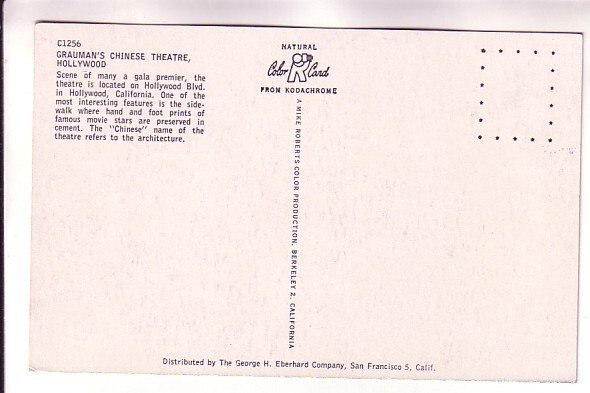 C1256
GRAUMAN'S CHINESE THEATRE,
HOLLYWOOD
Scene of many a gala premier, the
theatre is located on Hollywood Blvd.
in Hollywood, California. One of the
most interesting features is the side-
walk where hand and foot prints of
famous movie stars are preserved in
cement. The "Chinese" name of the
theatre refers to the architecture.
NATURAL
Color Card
FROM KODACHROME
A MIKE ROBERTS COLOR PRODUCTION, BERKELEY 2, CALIFORNIA
Distributed by The George H. Eberhard Company, San Francisco 5, Calif.